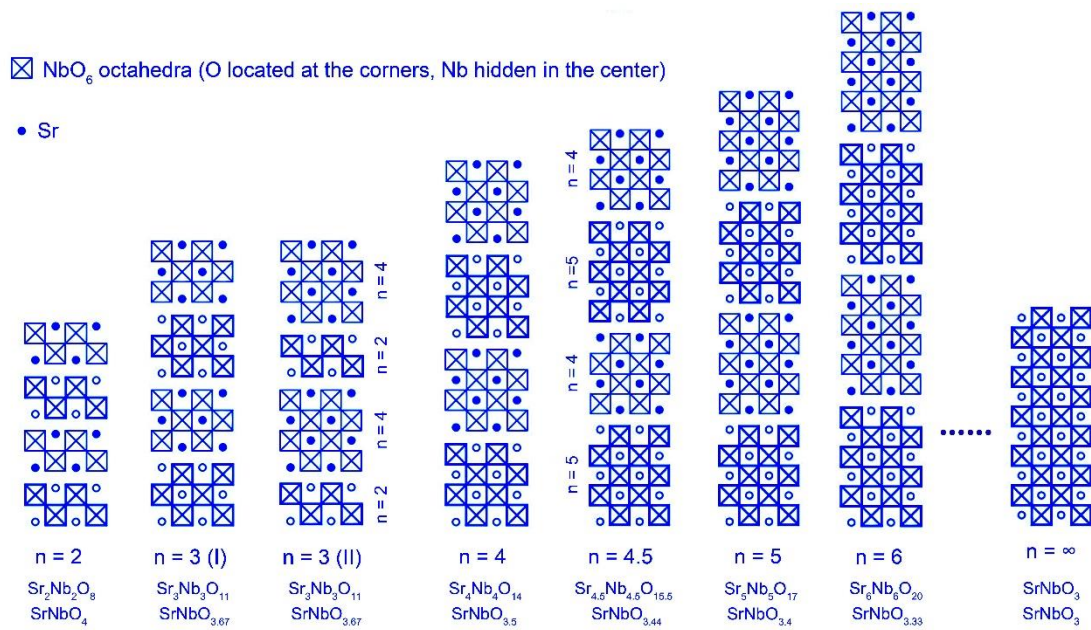 NbO₆ octahedra (O located at the corners, Nb hidden in the center)
Sr
n = 4
n = 2
n = 4
n = 2
n = 4
n =5
n = 4
n = 5
n = 2
n = 3 (I)
n = 3 (II)
n = 4
n = 4.5
n = 5
n = 6
n = ∞
Sr₂Nb₂O₈
Sr₃Nb₃O₁₁
Sr₃Nb₃O₁₁
Sr₄Nb₄O₁₄
Sr₄.₅Nb₄.₅O₁₅.₅
Sr₅Nb₅O₁₇
Sr₆Nb₆O₂₀
SrNbO₃
SrNbO₄
SrNbO₃.₆₇
SrNbO₃.₆₇
SrNbO₃.₅
SrNbO₃.₄₄
SrNbO₃.₄
SrNbO₃.₃₃
SrNbO₃